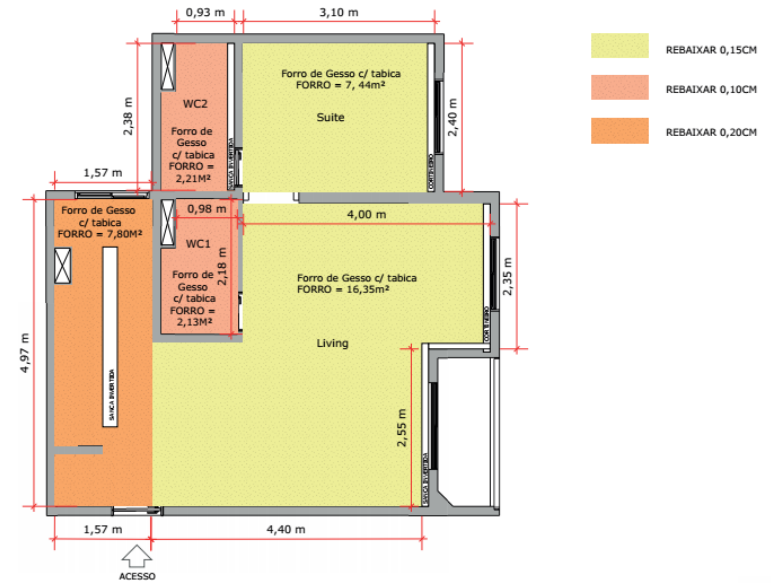 0,93 m
3,10 m
REBAIXAR 0,15CM
REBAIXAR 0,10CM
REBAIXAR 0,20CM
Forro de Gesso c/ tabica
FORRO = 7, 44m²
Suite
WC2
Forro de
Gesso
c/ tabica
FORRO =
2,21M²
SANCA INVERTIDA
CORTINEIRO
2,38 m
2,40 m
1,57 m
Forro de Gesso
c/ tabica
FORRO = 7,80M²
0,98 m
4,00 m
WC1
Forro de
Gesso
c/ tabica
FORRO =
2,13M²
2,18 m
Forro de Gesso c/ tabica
FORRO = 16,35m²
Living
CORTINEIRO
2,35 m
4,97 m
SANCA INVERTIDA
2,55 m
SANCA INVERTIDA
1,57 m
4,40 m
ACESSO